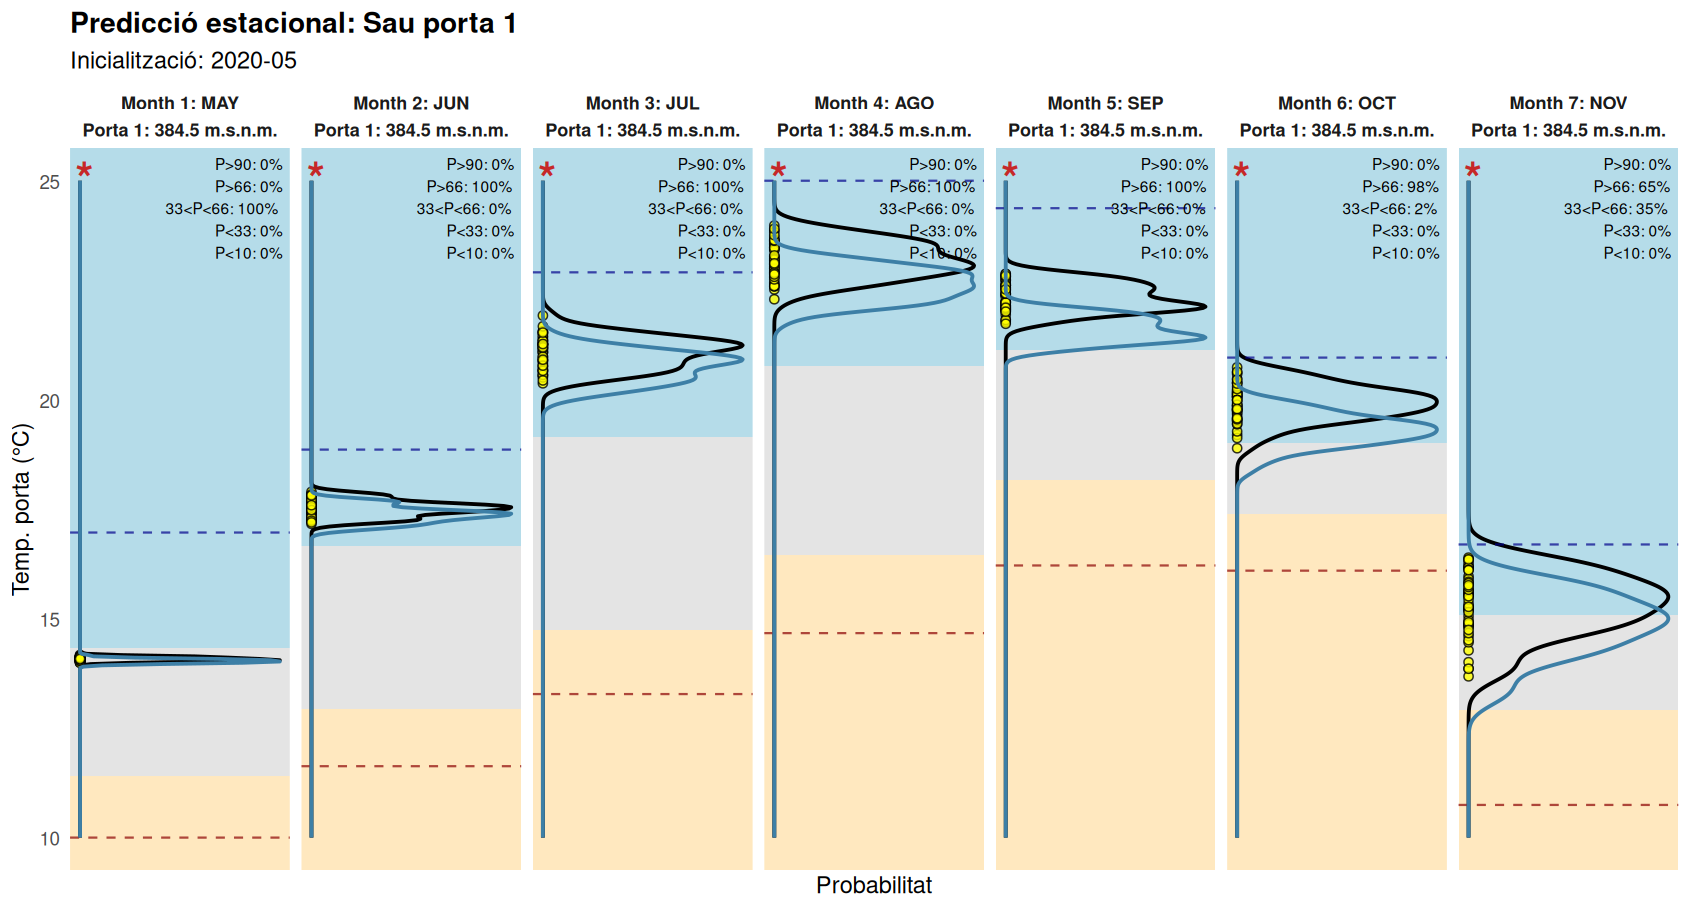 Predicció estacional: Sau porta 1
Inicialització: 2020-05
Month 1: MAY
Porta 1: 384.5 m.s.n.m.
Month 2: JUN
Porta 1: 384.5 m.s.n.m.
Month 3: JUL
Porta 1: 384.5 m.s.n.m.
Month 4: AGO
Porta 1: 384.5 m.s.n.m.
Month 5: SEP
Porta 1: 384.5 m.s.n.m.
Month 6: OCT
Porta 1: 384.5 m.s.n.m.
Month 7: NOV
Porta 1: 384.5 m.s.n.m.
*
P>90: 0%
P>66: 0%
33<P<66: 100%
P<33: 0%
P<10: 0%
*
P>90: 0%
P>66: 100%
33<P<66: 0%
P<33: 0%
P<10: 0%
*
P>90: 0%
P>66: 100%
33<P<66: 0%
P<33: 0%
P<10: 0%
*
P>90: 0%
P>66: 100%
33<P<66: 0%
P<33: 0%
P<10: 0%
*
P>90: 0%
P>66: 100%
33<P<66: 0%
P<33: 0%
P<10: 0%
*
P>90: 0%
P>66: 98%
33<P<66: 2%
P<33: 0%
P<10: 0%
*
P>90: 0%
P>66: 65%
33<P<66: 35%
P<33: 0%
P<10: 0%
25
20
15
10
Temp. porta (°C)
Probabilitat